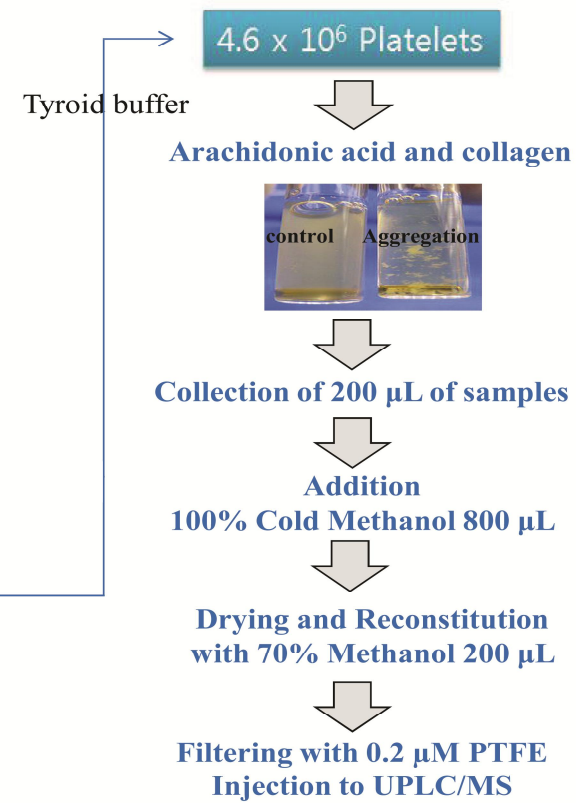 4.6 x 10⁶ Platelets
Tyroid buffer
Arachidonic acid and collagen
control Aggregation
Collection of 200 μL of samples
Addition
100% Cold Methanol 800 μL
Drying and Reconstitution
with 70% Methanol 200 μL
Filtering with 0.2 μM PTFE
Injection to UPLC/MS